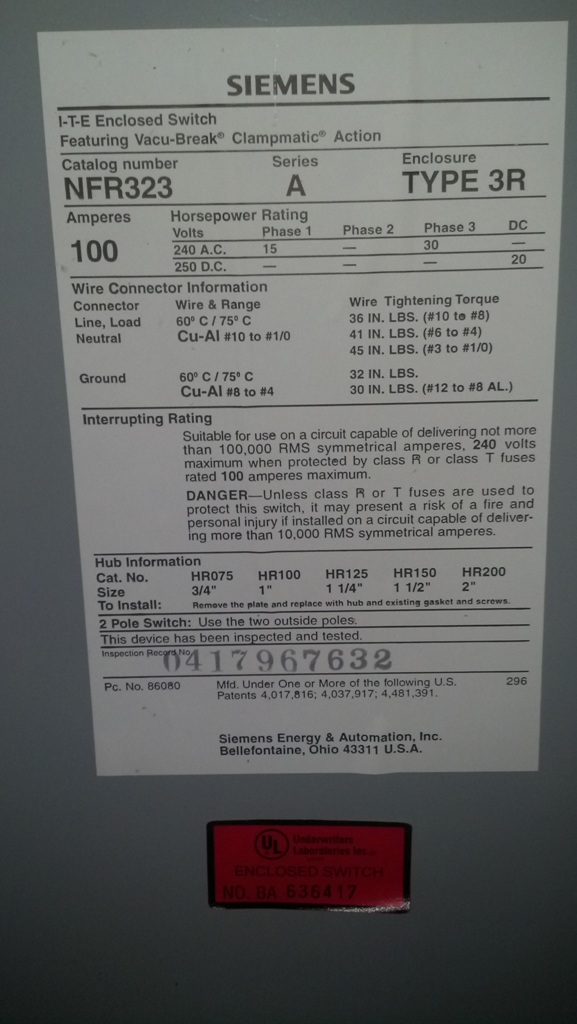 SIEMENS
I-T-E Enclosed Switch
Featuring Vacu-Break® Clampmatic® Action
Catalog number Series Enclosure
NFR323 A TYPE 3R
Amperes Horsepower Rating
Volts Phase 1 Phase 2 Phase 3 DC
100 240 A.C. 15 — 30 —
250 D.C. — — — 20
Wire Connector Information
Connector Wire & Range Wire Tightening Torque
Line, Load 60° C / 75° C 36 IN. LBS. (#10 to #8)
Neutral Cu-Al #10 to #1/0 41 IN. LBS. (#6 to #4)
45 IN. LBS. (#3 to #1/0)
Ground 60° C / 75° C 32 IN. LBS.
Cu-Al #8 to #4 30 IN. LBS. (#12 to #8 AL.)
Interrupting Rating
Suitable for use on a circuit capable of delivering not more
than 100,000 RMS symmetrical amperes, 240 volts
maximum when protected by class R or class T fuses
rated 100 amperes maximum.
DANGER—Unless class R or T fuses are used to
protect this switch, it may present a risk of a fire and
personal injury if installed on a circuit capable of deliver-
ing more than 10,000 RMS symmetrical amperes.
Hub Information
Cat. No. HR075 HR100 HR125 HR150 HR200
Size 3/4" 1" 1 1/4" 1 1/2" 2"
To Install: Remove the plate and replace with hub and existing gasket and screws.
2 Pole Switch: Use the two outside poles.
This device has been inspected and tested.
Inspection Record No. 0417967632
Pc. No. 86080 Mfd. Under One or More of the following U.S. 296
Patents 4,017,816; 4,037,917; 4,481,391.
Siemens Energy & Automation, Inc.
Bellefontaine, Ohio 43311 U.S.A.
UL Underwriters
Laboratories Inc.
ENCLOSED SWITCH
NO. BA 636417